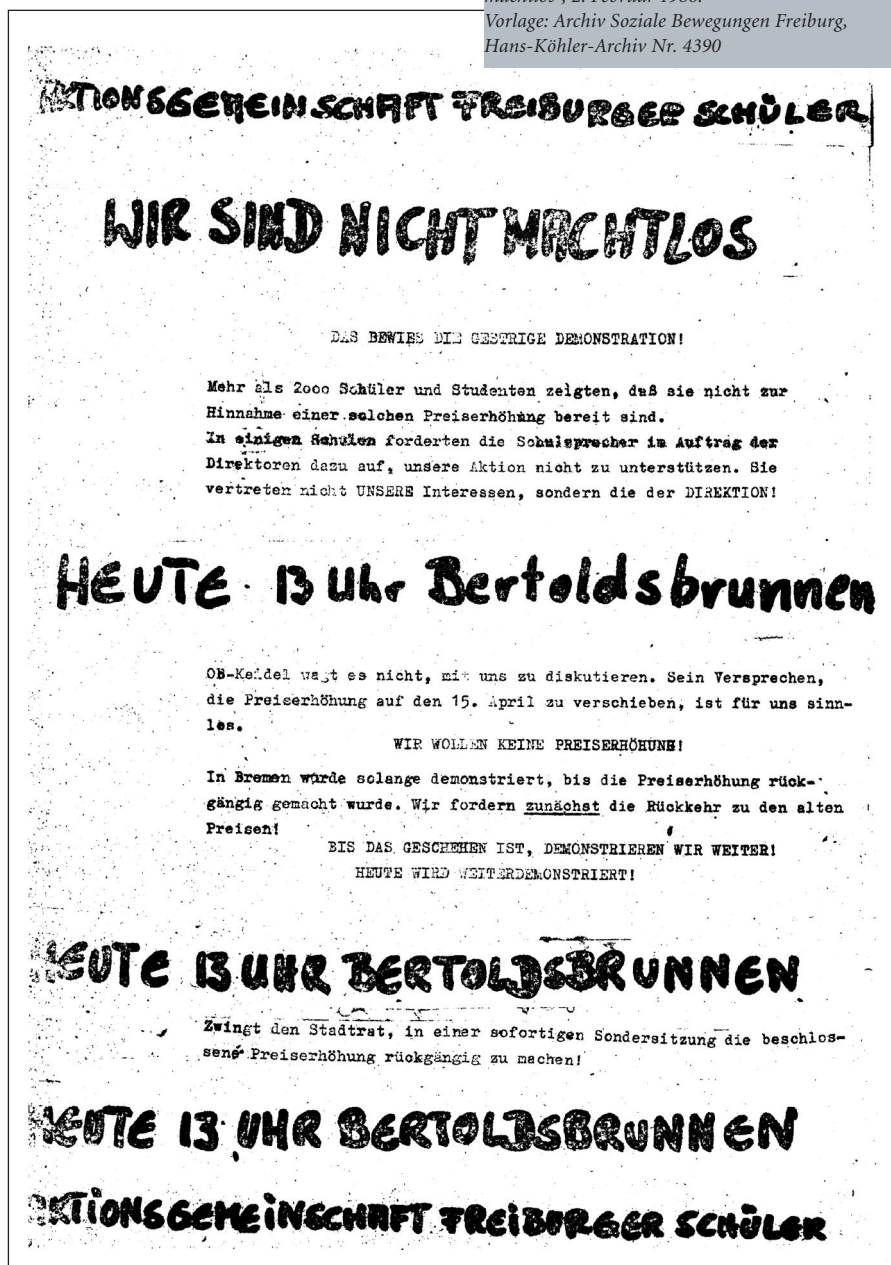 machtlos“, 2. Februar 1968.
Vorlage: Archiv Soziale Bewegungen Freiburg,
Hans-Köhler-Archiv Nr. 4390
AKTIONSGEMEINSCHAFT FREIBURGER SCHÜLER
WIR SIND NICHT MACHTLOS
DAS BEWIES DIE GESTRIGE DEMONSTRATION!
Mehr als 2ooo Schüler und Studenten zeigten, daß sie nicht zur
Hinnahme einer solchen Preiserhöhung bereit sind.
In einigen Schulen forderten die Schulsprecher im Auftrag der
Direktoren dazu auf, unsere Aktion nicht zu unterstützen. Sie
vertreten nicht UNSERE Interessen, sondern die der DIREKTION!
HEUTE 13 Uhr Bertoldsbrunnen
OB-Keidel wagt es nicht, mit uns zu diskutieren. Sein Versprechen,
die Preiserhöhung auf den 15. April zu verschieben, ist für uns sinn-
los.
WIR WOLLEN KEINE PREISERHÖHUNG!
In Bremen wurde solange demonstriert, bis die Preiserhöhung rück-
gängig gemacht wurde. Wir fordern zunächst die Rückkehr zu den alten
Preisen!
BIS DAS GESCHEHEN IST, DEMONSTRIEREN WIR WEITER!
HEUTE WIRD WEITERDEMONSTRIERT!
HEUTE 13 UHR BERTOLDSBRUNNEN
Zwingt den Stadtrat, in einer sofortigen Sondersitzung die beschlos-
sene Preiserhöhung rückgängig zu machen!
HEUTE 13 UHR BERTOLDSBRUNNEN
AKTIONSGEMEINSCHAFT FREIBURGER SCHÜLER